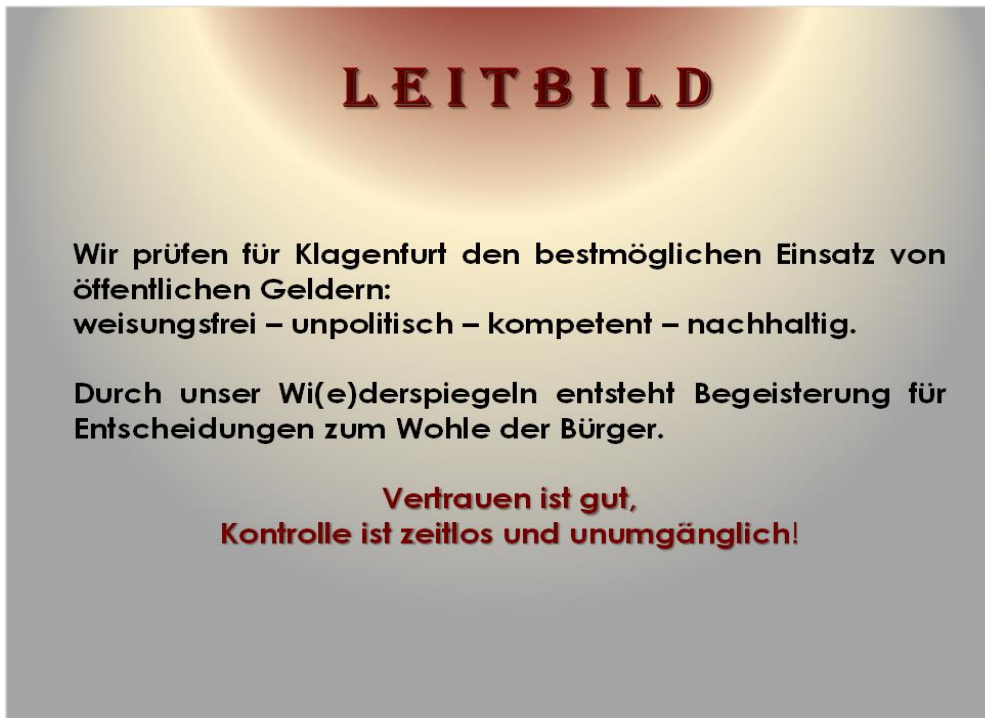 LEITBILD
Wir prüfen für Klagenfurt den bestmöglichen Einsatz von
öffentlichen Geldern:
weisungsfrei – unpolitisch – kompetent – nachhaltig.
Durch unser Wi(e)derspiegeln entsteht Begeisterung für
Entscheidungen zum Wohle der Bürger.
Vertrauen ist gut,
Kontrolle ist zeitlos und unumgänglich!